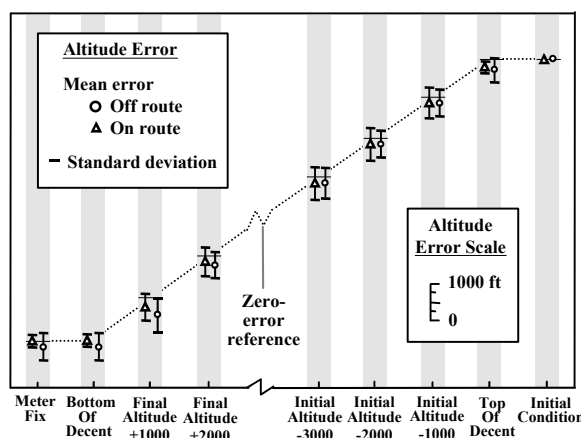 Altitude Error
Mean error
Off route
On route
Standard deviation
Altitude
Error Scale
1000 ft
0
Zero-
error
reference
Meter
Fix
Bottom
Of
Decent
Final
Altitude
+1000
Final
Altitude
+2000
Initial
Altitude
-3000
Initial
Altitude
-2000
Initial
Altitude
-1000
Top
Of
Decent
Initial
Condition